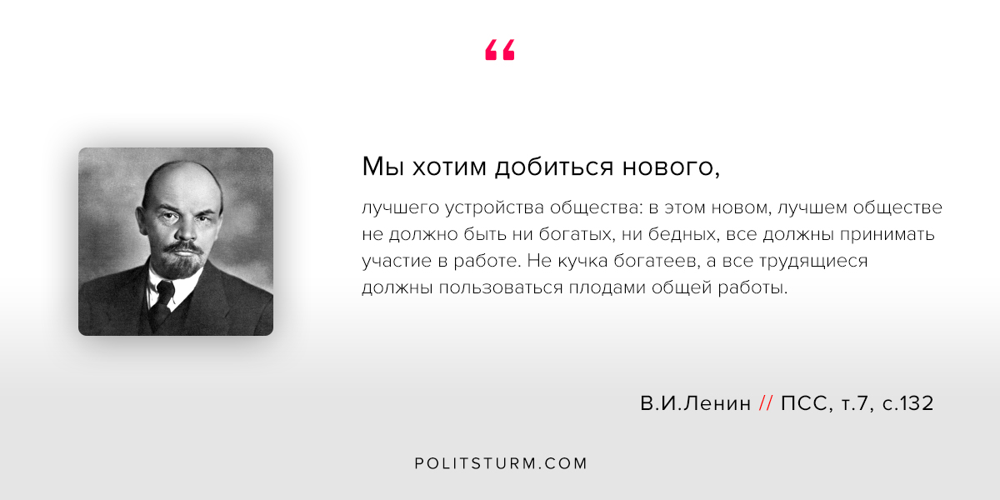 “
Мы хотим добиться нового,
лучшего устройства общества: в этом новом, лучшем обществе
не должно быть ни богатых, ни бедных, все должны принимать
участие в работе. Не кучка богатеев, а все трудящиеся
должны пользоваться плодами общей работы.
В.И.Ленин // ПСС, т.7, с.132
POLITSTURM.COM